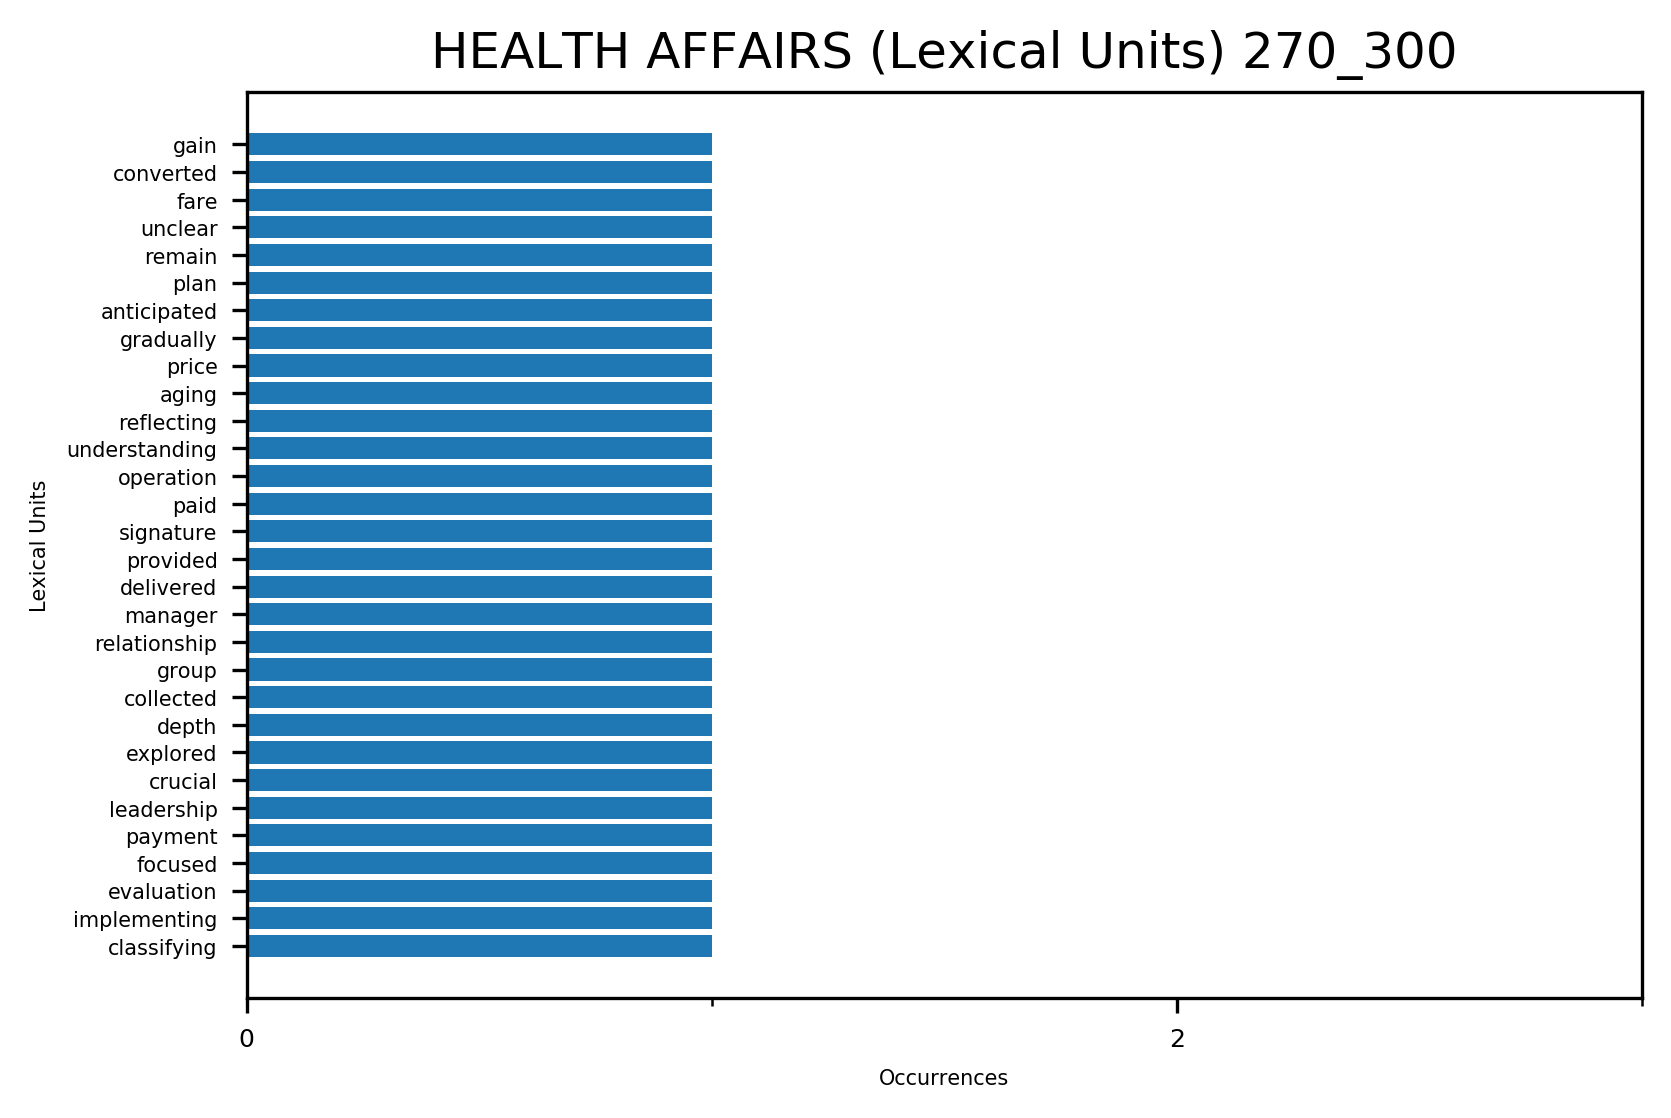 HEALTH AFFAIRS (Lexical Units) 270_300
gain
converted
fare
unclear
remain
plan
anticipated
gradually
price
aging
reflecting
understanding
operation
paid
signature
provided
delivered
manager
relationship
group
collected
depth
explored
crucial
leadership
payment
focused
evaluation
implementing
classifying
Lexical Units
0
2
Occurrences